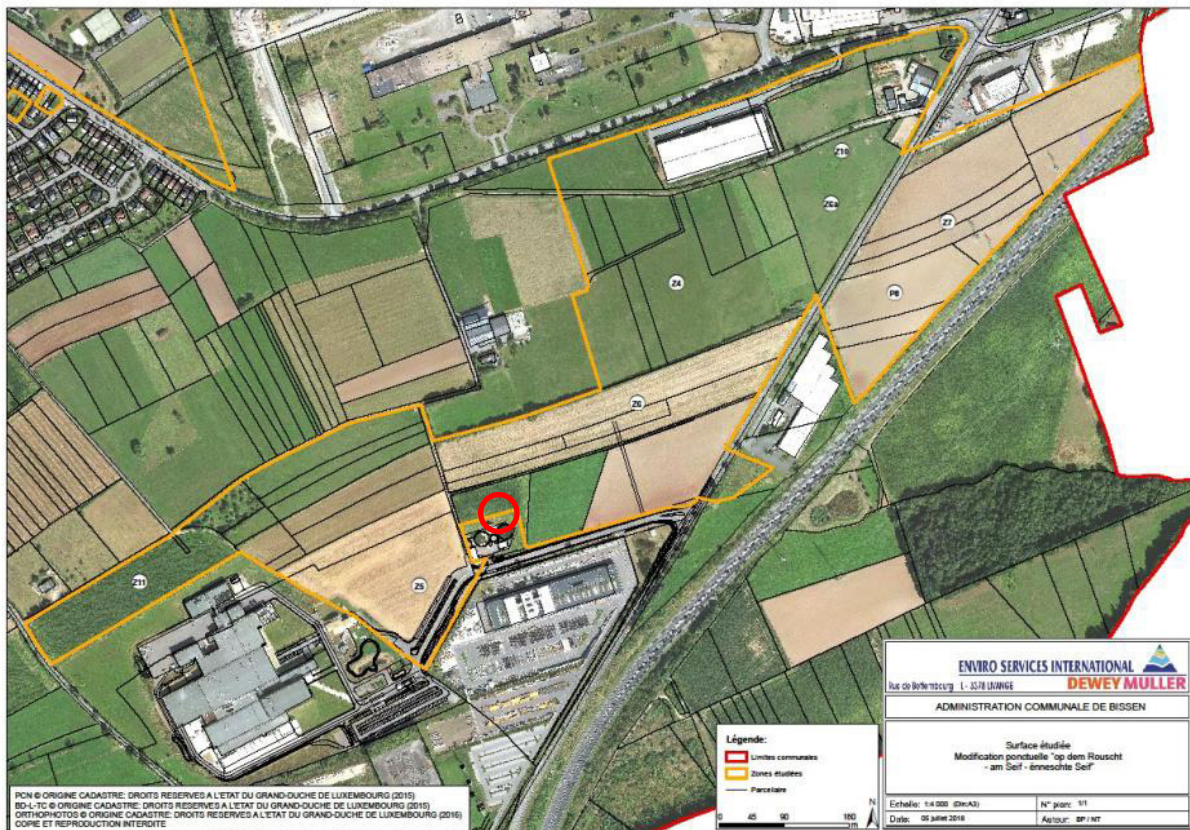 Z10
Z6a
Z7
Z4
P8
Z6
Z11
Z5
ENVIRO SERVICES INTERNATIONAL
Rue de Bettembourg L - 3378 LIVANGE
DEWEY MULLER
ADMINISTRATION COMMUNALE DE BISSEN
Surface étudiée
Modification ponctuelle "op dem Rouscht
- am Seif - ënneschte Seif"
Echelle: 1:4 000 (Din:A3)
N° plan: 1/1
Date: 05 juillet 2018
Auteur: BP / NT
Légende:
Limites communales
Zones étudiées
Parcellaire
0 45 90 180
m
N
PCN © ORIGINE CADASTRE: DROITS RESERVES A L'ETAT DU GRAND-DUCHE DE LUXEMBOURG (2015)
BD-L-TC © ORIGINE CADASTRE: DROITS RESERVES A L'ETAT DU GRAND-DUCHE DE LUXEMBOURG (2015)
ORTHOPHOTOS © ORIGINE CADASTRE: DROITS RESERVES A L'ETAT DU GRAND-DUCHE DE LUXEMBOURG (2016)
COPIE ET REPRODUCTION INTERDITE